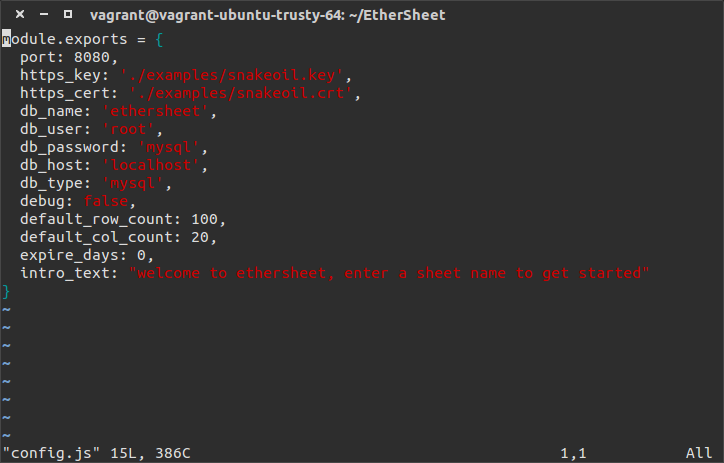 vagrant@vagrant-ubuntu-trusty-64: ~/EtherSheet
module.exports = {
  port: 8080,
  https_key: './examples/snakeoil.key',
  https_cert: './examples/snakeoil.crt',
  db_name: 'ethersheet',
  db_user: 'root',
  db_password: 'mysql',
  db_host: 'localhost',
  db_type: 'mysql',
  debug: false,
  default_row_count: 100,
  default_col_count: 20,
  expire_days: 0,
  intro_text: "welcome to ethersheet, enter a sheet name to get started"
}
~
~
~
~
~
~
~
~
"config.js" 15L, 386C 1,1 All